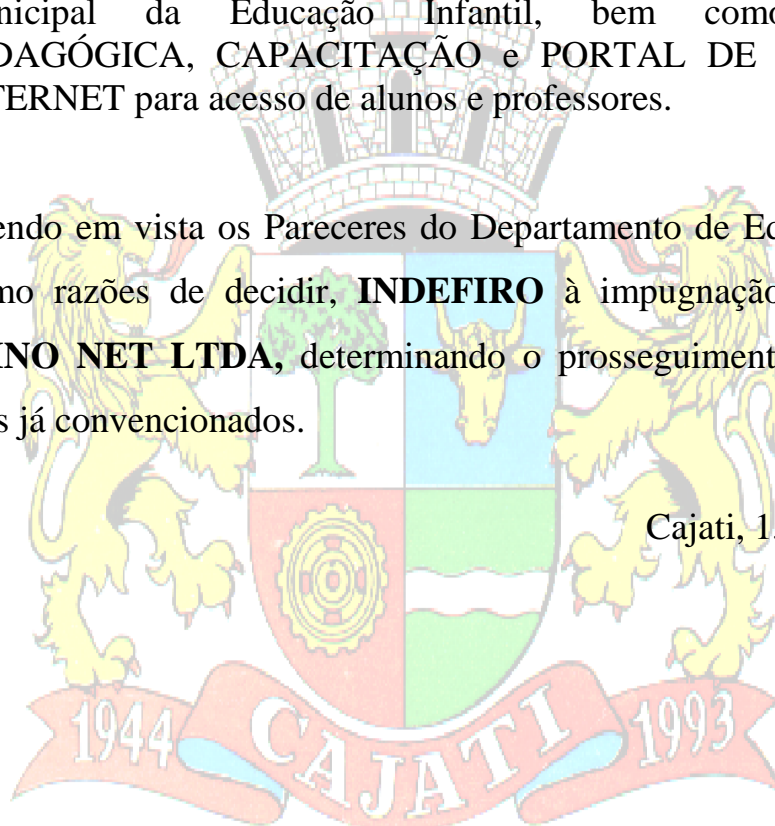 nicipal da Educação Infantil, bem como
DAGÓGICA, CAPACITAÇÃO e PORTAL DE
TERNET para acesso de alunos e professores.
endo em vista os Pareceres do Departamento de Ed
mo razões de decidir, INDEFIRO à impugnação
INO NET LTDA, determinando o prosseguiment
s já convencionados.
Cajati, 1
1944 CAJATI 1993